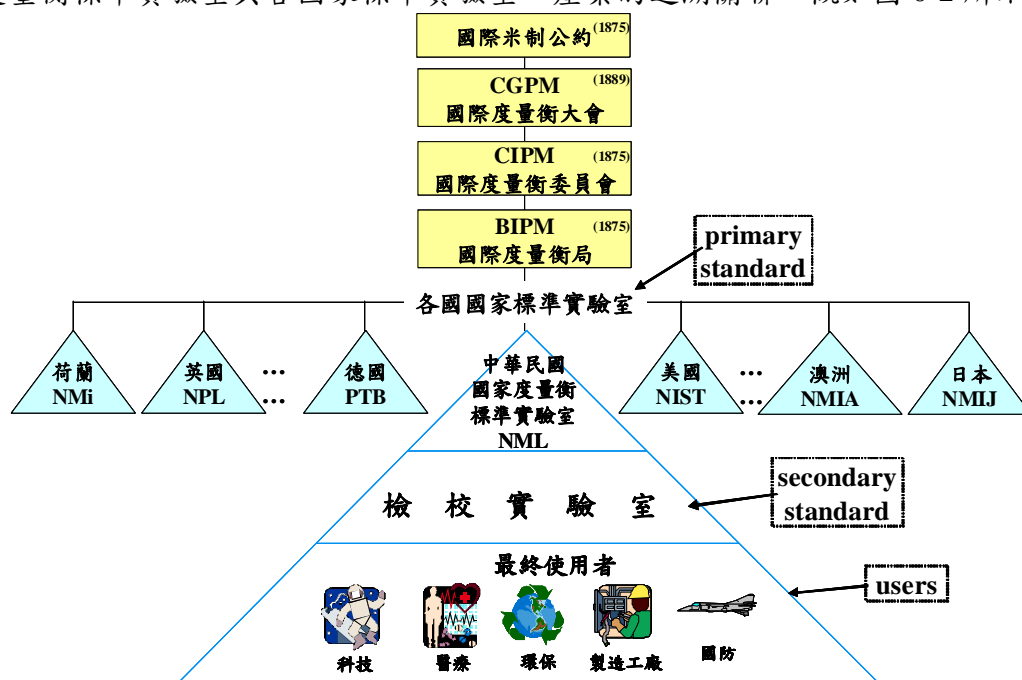 國際米制公約(1875)
CGPM (1889)
國際度量衡大會
CIPM (1875)
國際度量衡委員會
BIPM (1875)
國際度量衡局
primary
standard
各國國家標準實驗室
荷蘭
NMi
英國
NPL
...
...
德國
PTB
中華民國
國家度量衡
標準實驗室
NML
美國
NIST
...
...
澳洲
NMIA
日本
NMIJ
檢校實驗室
secondary
standard
最終使用者
users
科技
醫療
環保
製造工廠
國防